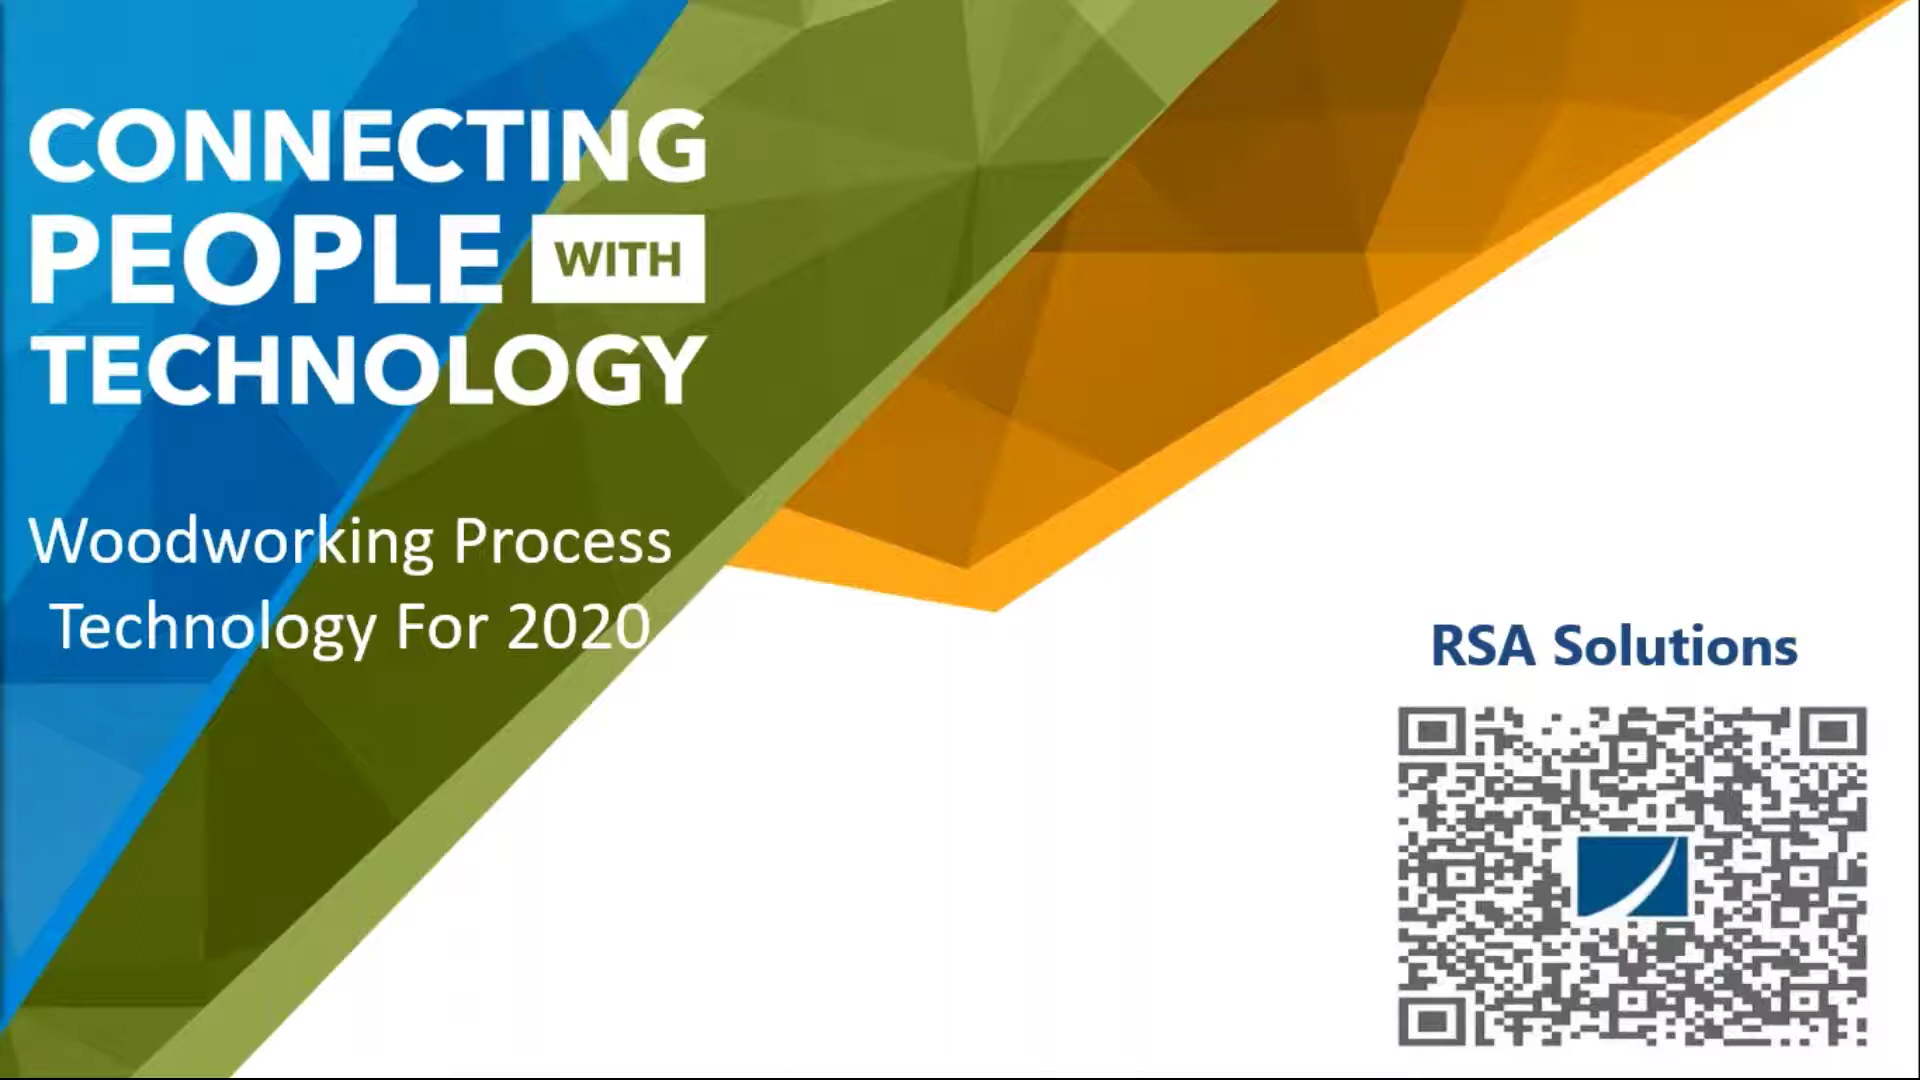 CONNECTING
PEOPLE WITH
TECHNOLOGY
Woodworking Process
Technology For 2020
RSA Solutions